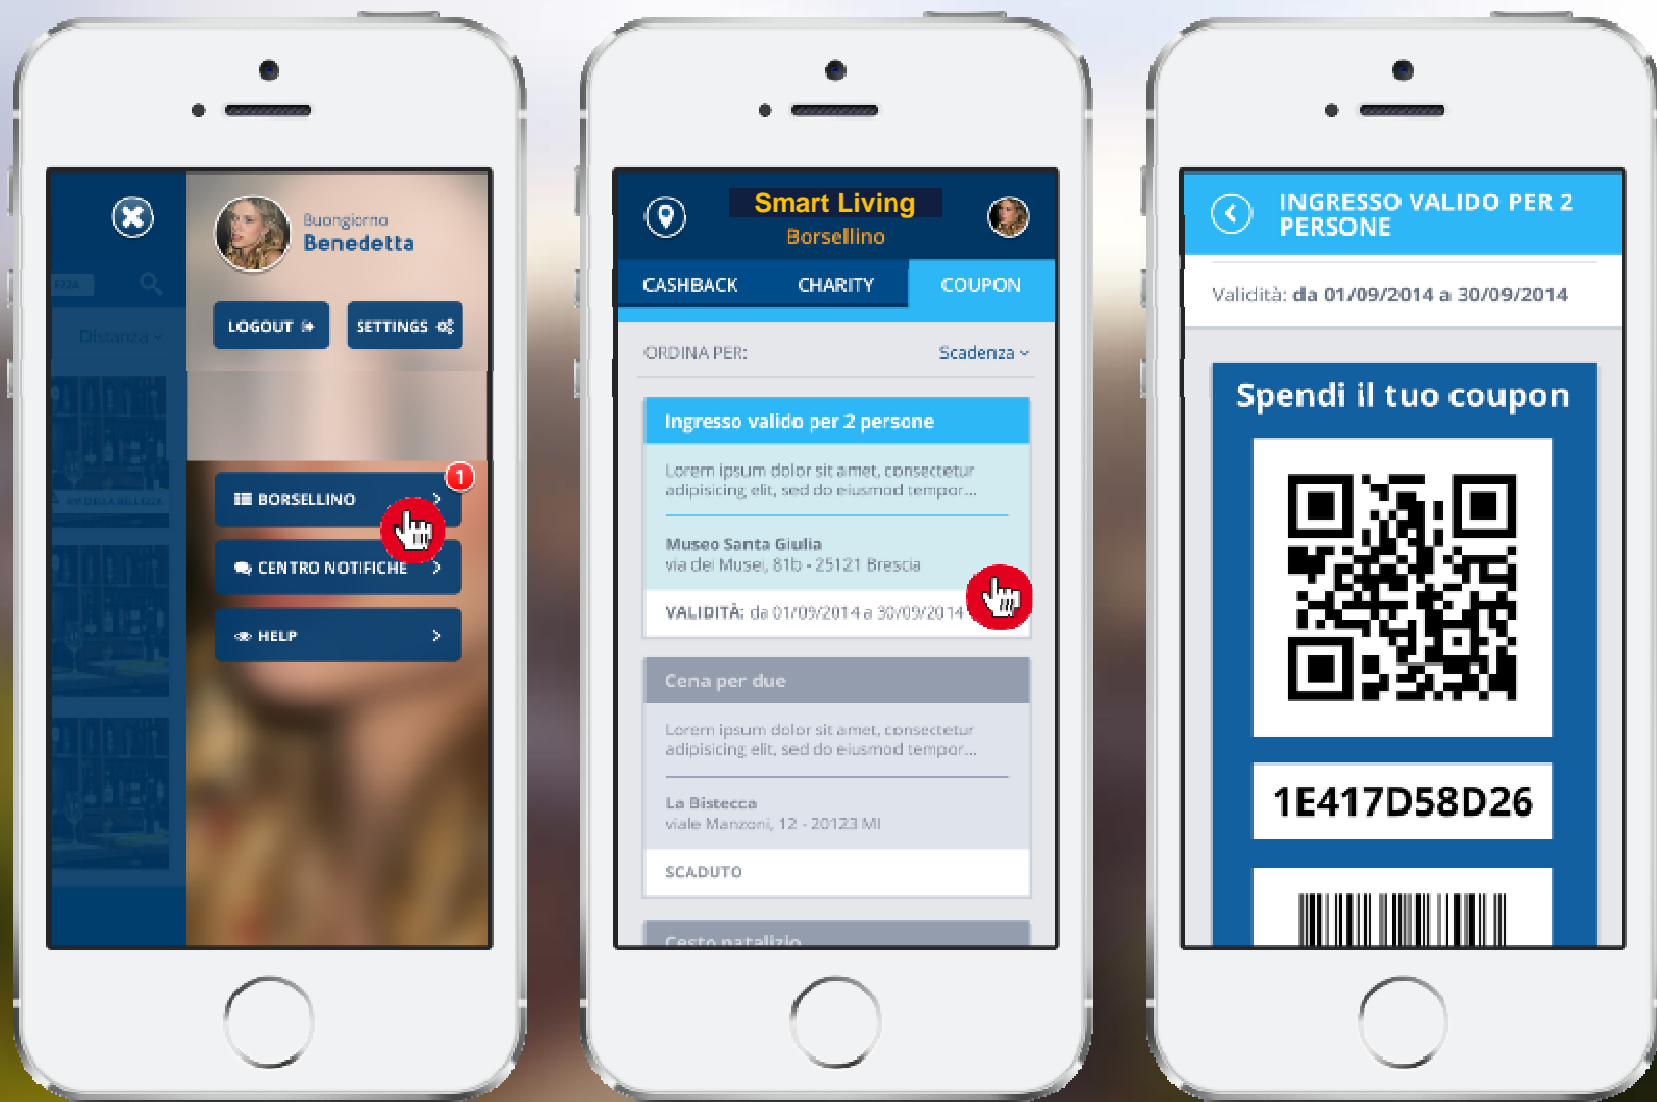 Buongiorno
Benedetta
EZZA
LOGOUT
SETTINGS
Distanza
BORSELLINO
1
CENTRO NOTIFICHE
HELP
Smart Living
Borsellino
CASHBACK
CHARITY
COUPON
ORDINA PER:
Scadenza
Ingresso valido per 2 persone
Lorem ipsum dolor sit amet, consectetur
adipisicing elit, sed do eiusmod tempor...
Museo Santa Giulia
via dei Musei, 81b - 25121 Brescia
VALIDITÀ: da 01/09/2014 a 30/09/2014
Cena per due
Lorem ipsum dolor sit amet, consectetur
adipisicing elit, sed do eiusmod tempor...
La Bistecca
viale Manzoni, 12 - 20123 MI
SCADUTO
Cesto natalizio
INGRESSO VALIDO PER 2
PERSONE
Validità: da 01/09/2014 a 30/09/2014
Spendi il tuo coupon
1E417D58D26